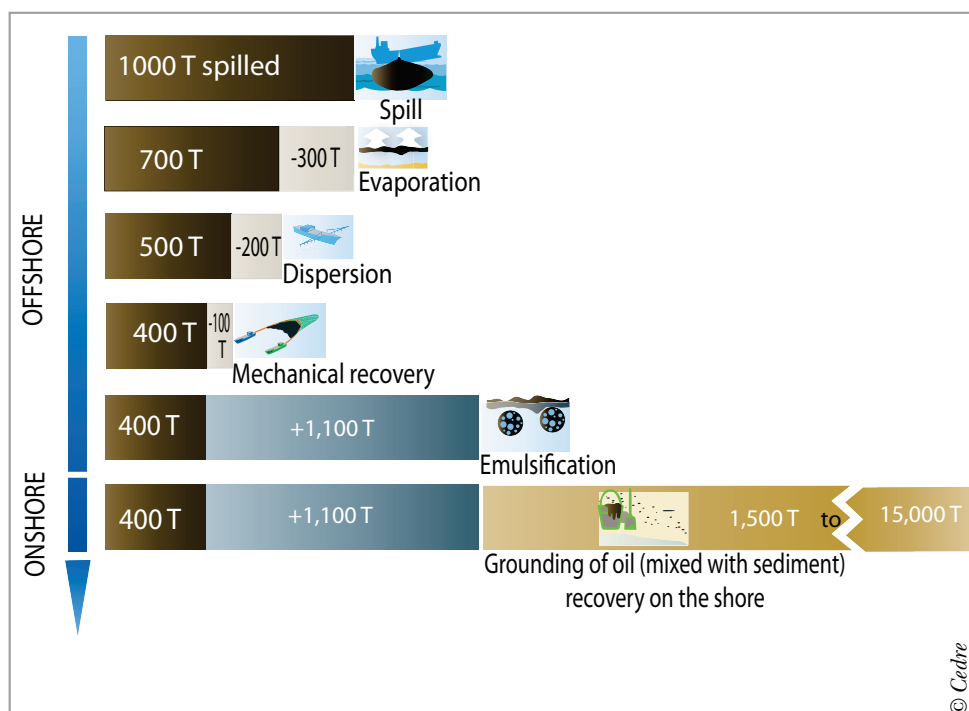 1000 T spilled
Spill
700 T
-300 T
Evaporation
500 T
-200 T
Dispersion
400 T
-100
T
Mechanical recovery
400 T
+1,100 T
Emulsification
400 T
+1,100 T
1,500 T to 15,000 T
Grounding of oil (mixed with sediment)
recovery on the shore
OFFSHORE
ONSHORE
© Cedre